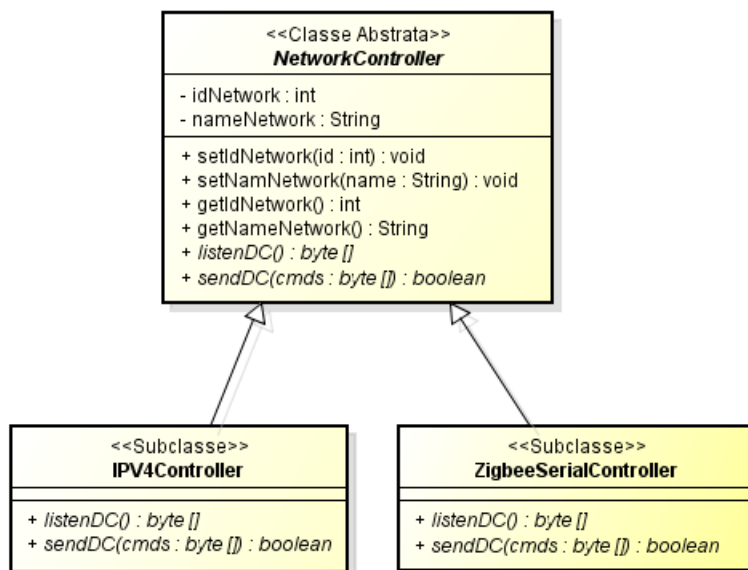 <<Classe Abstrata>>
NetworkController
- idNetwork : int
- nameNetwork : String
+ setIdNetwork(id : int) : void
+ setNamNetwork(name : String) : void
+ getIdNetwork() : int
+ getNameNetwork() : String
+ listenDC() : byte []
+ sendDC(cmds : byte []) : boolean
<<Subclasse>>
IPV4Controller
+ listenDC() : byte []
+ sendDC(cmds : byte []) : boolean
<<Subclasse>>
ZigbeeSerialController
+ listenDC() : byte []
+ sendDC(cmds : byte []) : boolean